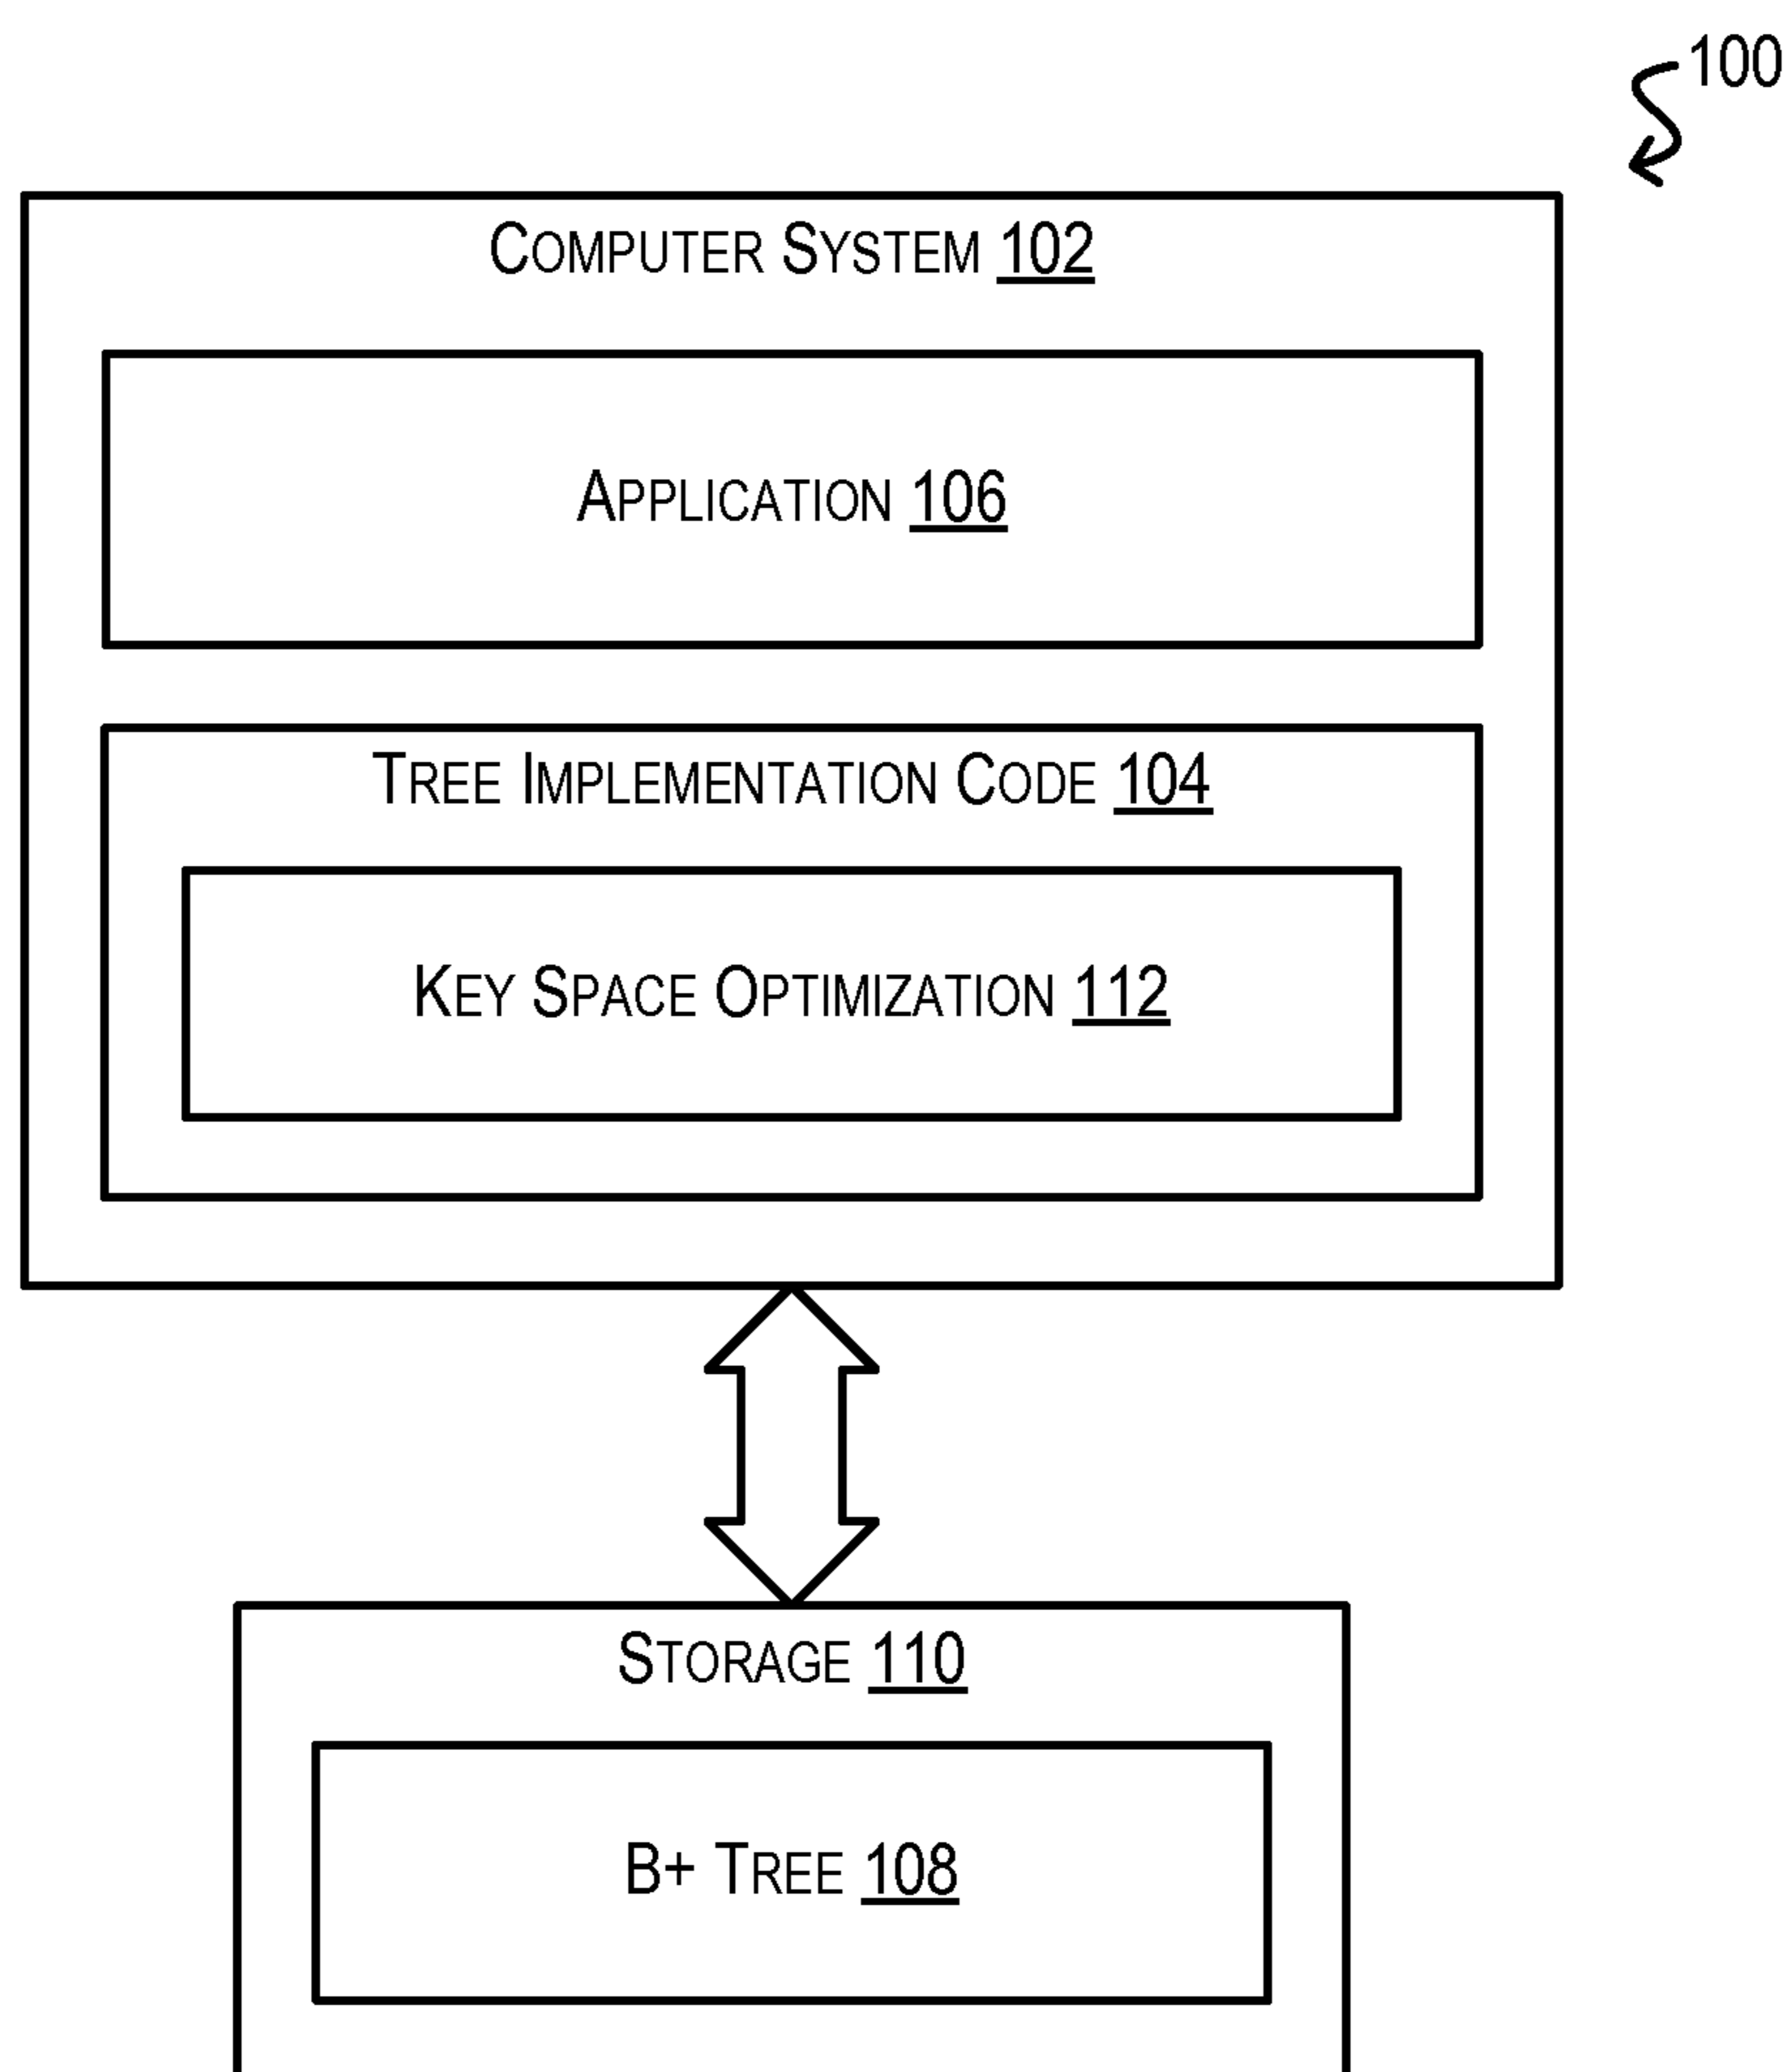 100
COMPUTER SYSTEM 102
APPLICATION 106
TREE IMPLEMENTATION CODE 104
KEY SPACE OPTIMIZATION 112
STORAGE 110
B+ TREE 108